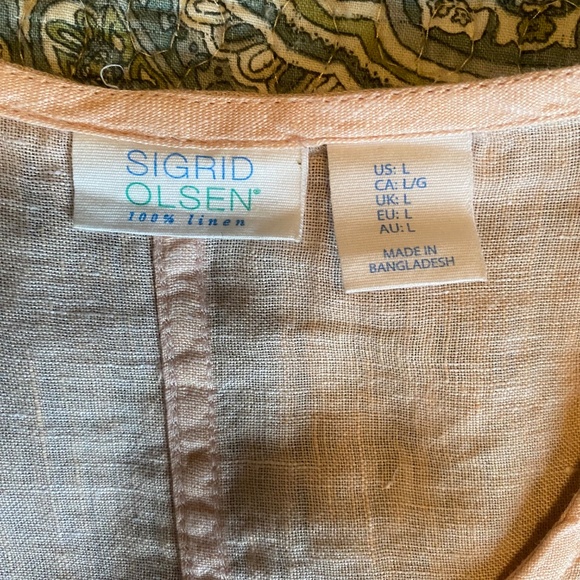 SIGRID
OLSEN®
100% linen
US: L
CA: L/G
UK: L
EU: L
AU: L
MADE IN
BANGLADESH